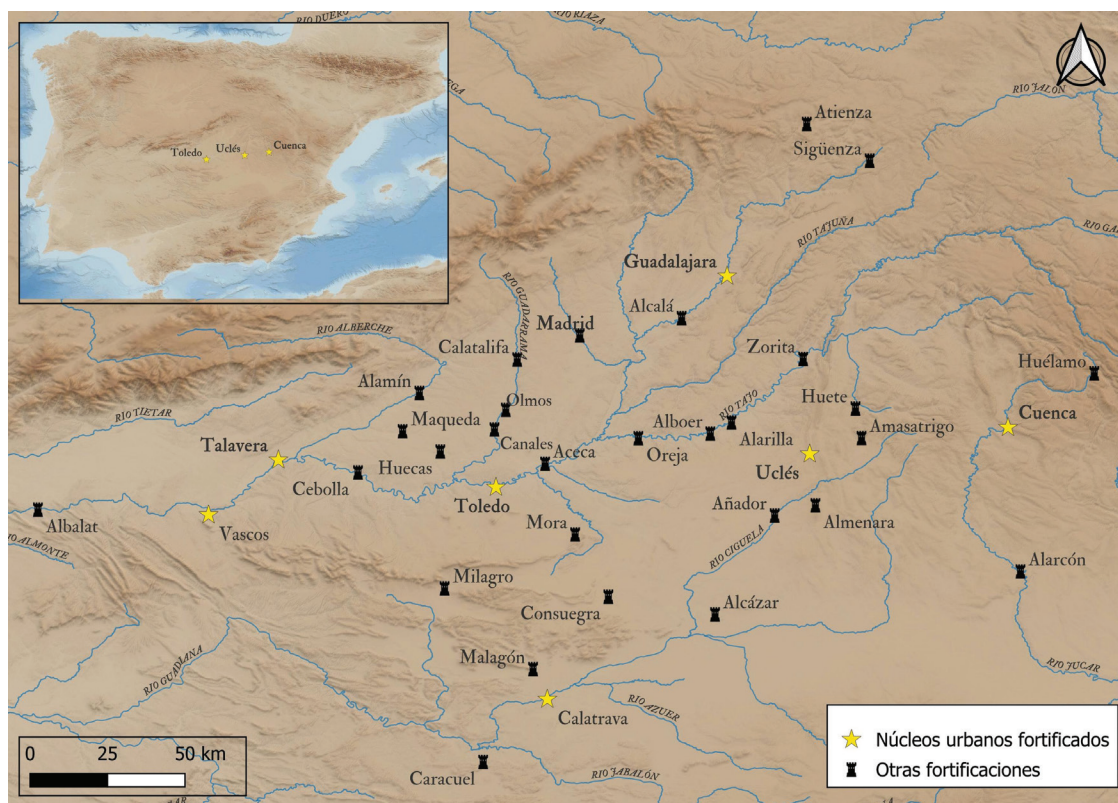 RIO DUERO
RIO RIAZA
Toledo
Uclés
Cuenca
RIO JALÓN
Atienza
Sigüenza
RIO TAJUÑA
Guadalajara
RIO GUADARRAMA
Alcalá
Madrid
RIO ALBERCHE
Calatalifa
Zorita
Huélamo
Alamín
RIO TIETAR
Olmos
Huete
RIO TAJO
Maqueda
Alboer
Cuenca
Canales
Alarilla
Amasatrigo
Talavera
Huecas
Aceca
Oreja
Uclés
Cebolla
Toledo
Añador
Almenara
Albalat
Vascos
Mora
RIO ALMONTE
RIO CIGUELA
Alarcón
Milagro
Consuegra
Alcázar
Malagón
RIO GUADIANA
RIO JUCAR
Calatrava
RIO AZUER
Caracuel
RIO JABALÓN
0 25 50 km
Núcleos urbanos fortificados
Otras fortificaciones